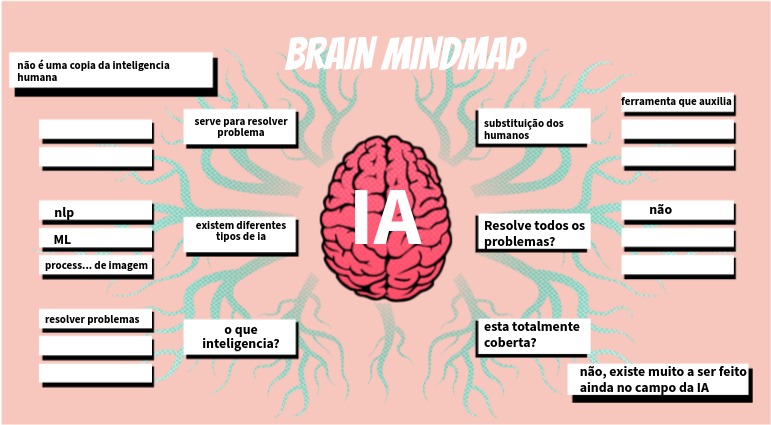 BRAIN MINDMAP
não é uma copia da inteligencia
humana
serve para resolver
problema
nlp
ML
process... de imagem
existem diferentes
tipos de ia
resolver problemas
o que
inteligencia?
IA
substituição dos
humanos
ferramenta que auxilia
Resolve todos os
problemas?
não
esta totalmente
coberta?
não, existe muito a ser feito
ainda no campo da IA